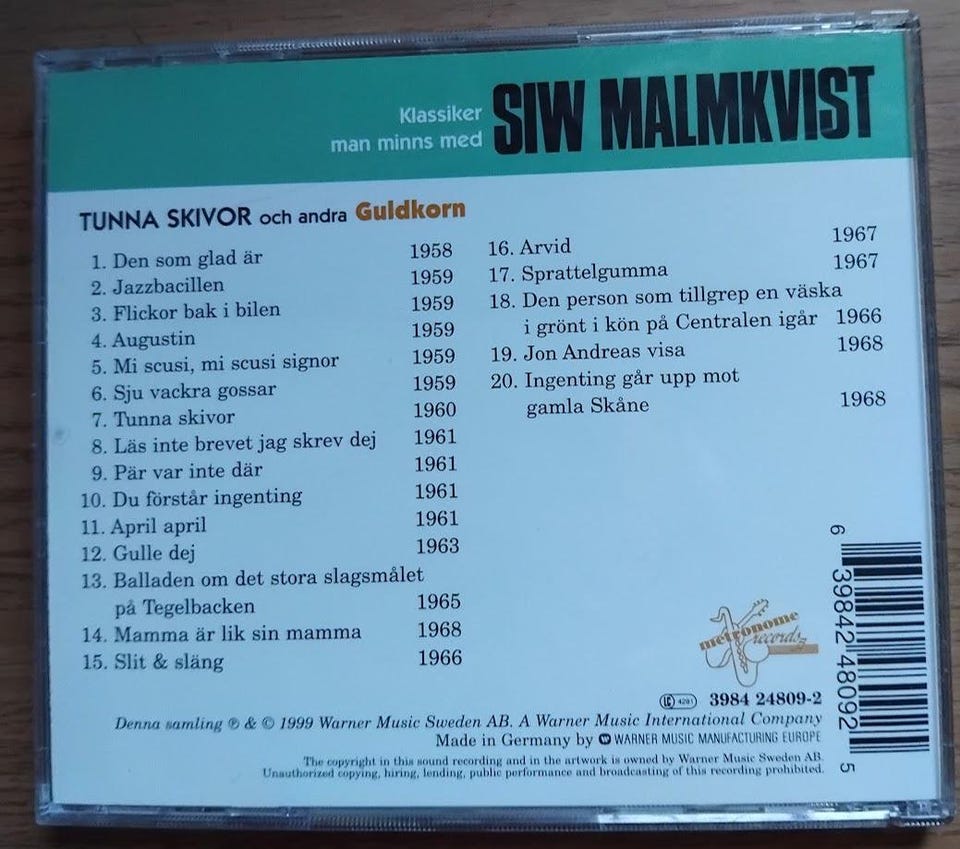 Klassiker
man minns med SIW MALMKVIST
TUNNA SKIVOR och andra Guldkorn
1. Den som glad är 1958
2. Jazzbacillen 1959
3. Flickor bak i bilen 1959
4. Augustin 1959
5. Mi scusi, mi scusi signor 1959
6. Sju vackra gossar 1959
7. Tunna skivor 1960
8. Läs inte brevet jag skrev dej 1961
9. Pär var inte där 1961
10. Du förstår ingenting 1961
11. April april 1961
12. Gulle dej 1963
13. Balladen om det stora slagsmålet
på Tegelbacken 1965
14. Mamma är lik sin mamma 1968
15. Slit & släng 1966
16. Arvid 1967
17. Sprattelgumma 1967
18. Den person som tillgrep en väska
i grönt i kön på Centralen igår 1966
19. Jon Andreas visa 1968
20. Ingenting går upp mot
gamla Skåne 1968
metronome
records
6 39842 48092 5
LC 4281 3984 24809-2
Denna samling ℗ & © 1999 Warner Music Sweden AB. A Warner Music International Company
Made in Germany by WARNER MUSIC MANUFACTURING EUROPE
The copyright in this sound recording and in the artwork is owned by Warner Music Sweden AB.
Unauthorized copying, hiring, lending, public performance and broadcasting of this recording prohibited.